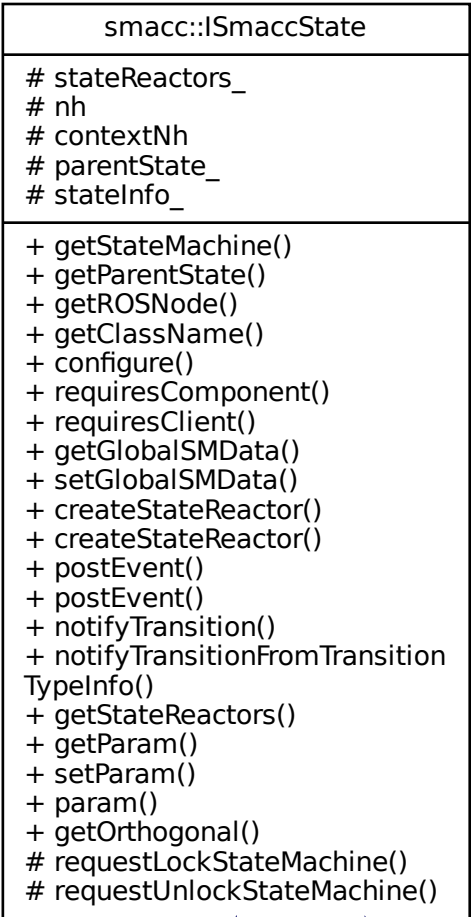 smacc::ISmaccState
# stateReactors_
# nh
# contextNh
# parentState_
# stateInfo_
+ getStateMachine()
+ getParentState()
+ getROSNode()
+ getClassName()
+ configure()
+ requiresComponent()
+ requiresClient()
+ getGlobalSMData()
+ setGlobalSMData()
+ createStateReactor()
+ createStateReactor()
+ postEvent()
+ postEvent()
+ notifyTransition()
+ notifyTransitionFromTransition
TypeInfo()
+ getStateReactors()
+ getParam()
+ setParam()
+ param()
+ getOrthogonal()
# requestLockStateMachine()
# requestUnlockStateMachine()